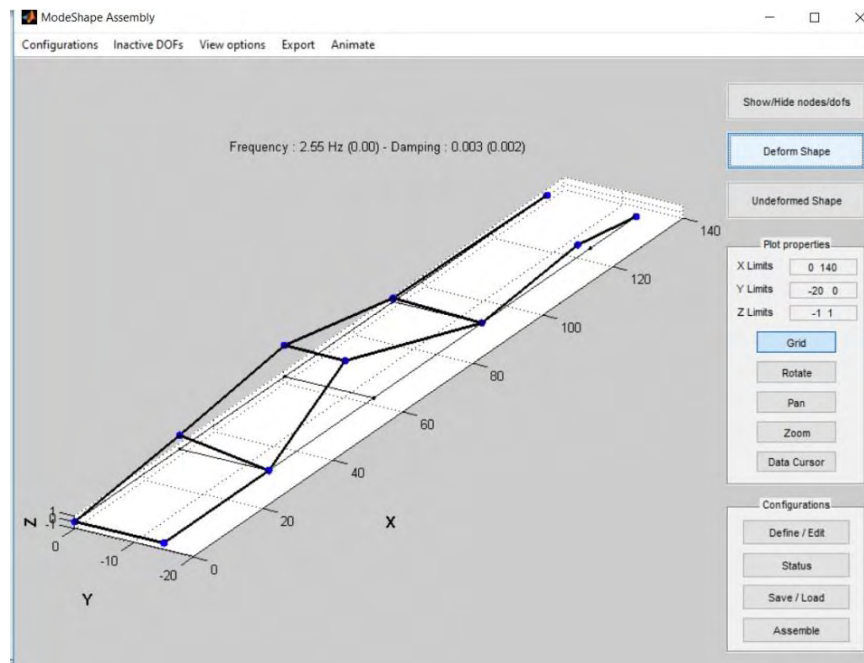 ModeShape Assembly
Configurations Inactive DOFs View options Export Animate
Frequency : 2.55 Hz (0.00) - Damping : 0.003 (0.002)
Show/Hide nodes/dofs
Deform Shape
Undeformed Shape
Plot properties
X Limits 0 140
Y Limits -20 0
Z Limits -1 1
Grid
Rotate
Pan
Zoom
Data Cursor
Configurations
Define / Edit
Status
Save / Load
Assemble
140
120
100
80
60
40
20
0
X
Z
1
0
-1
0
-10
-20
Y